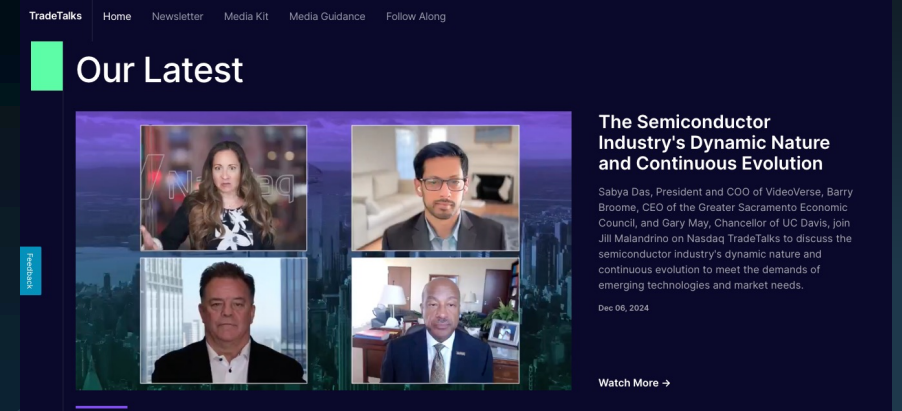 TradeTalks Home Newsletter Media Kit Media Guidance Follow Along
Our Latest
Nasdaq
The Semiconductor
Industry's Dynamic Nature
and Continuous Evolution
Sabya Das, President and COO of VideoVerse, Barry
Broome, CEO of the Greater Sacramento Economic
Council, and Gary May, Chancellor of UC Davis, join
Jill Malandrino on Nasdaq TradeTalks to discuss the
semiconductor industry's dynamic nature and
continuous evolution to meet the demands of
emerging technologies and market needs.
Dec 06, 2024
Watch More →
Feedback